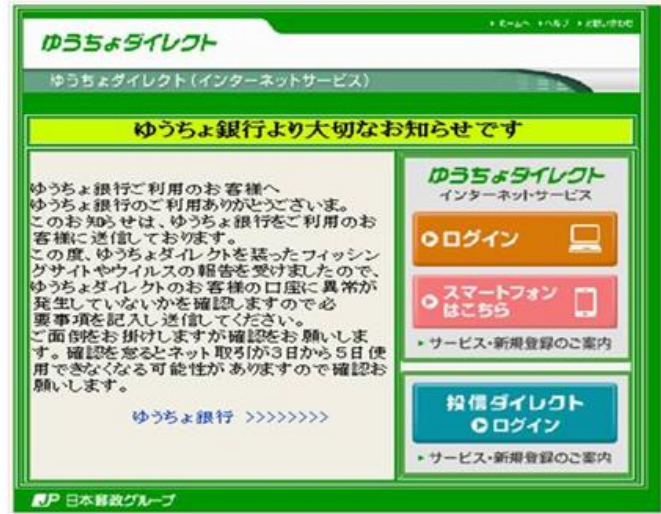 ・ホーム ・ヘルプ ・お問い合わせ
ゆうちょダイレクト
ゆうちょダイレクト(インターネットサービス)
ゆうちょ銀行より大切なお知らせです
ゆうちょ銀行ご利用のお客様へ
ゆうちょ銀行のご利用ありがとうございま。
このお知らせは、ゆうちょ銀行をご利用のお
客様に送信しております。
この度、ゆうちょダイレクトを装ったフィッシン
グサイトやウイルスの報告を受けましたので、
ゆうちょダイレクトのお客様の口座に異常が
発生していないかを確認しますので必
要事項を記入し送信してください。
ご面倒をお掛けしますが確認をお願いしま
す。確認を怠るとネット取引が3日から5日使
用できなくなる可能性がありますので確認お
願いします。
ゆうちょ銀行 >>>>>>>>
ゆうちょダイレクト
インターネットサービス
ログイン
スマートフォン
はこちら
サービス・新規登録のご案内
投信ダイレクト
ログイン
サービス・新規登録のご案内
JP 日本郵政グループ